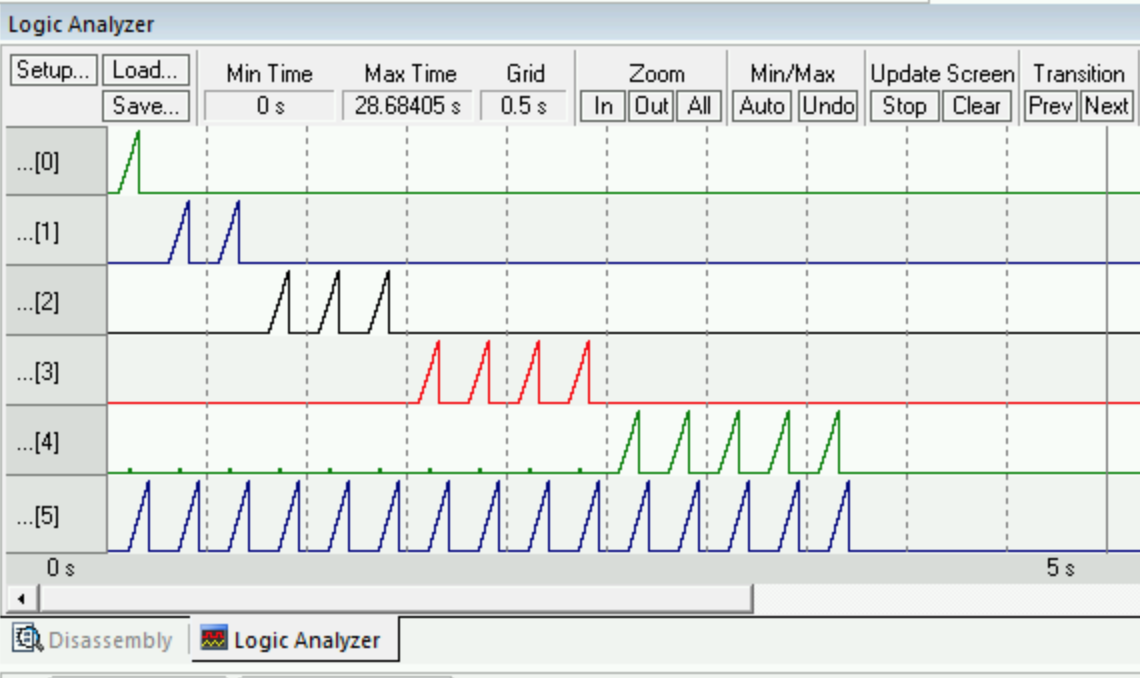 Logic Analyzer
Setup... Load... Min Time Max Time Grid Zoom Min/Max Update Screen Transition
Save... 0 s 28.68405 s 0.5 s In Out All Auto Undo Stop Clear Prev Next
...[0]
...[1]
...[2]
...[3]
...[4]
...[5]
0 s 5 s
Disassembly Logic Analyzer